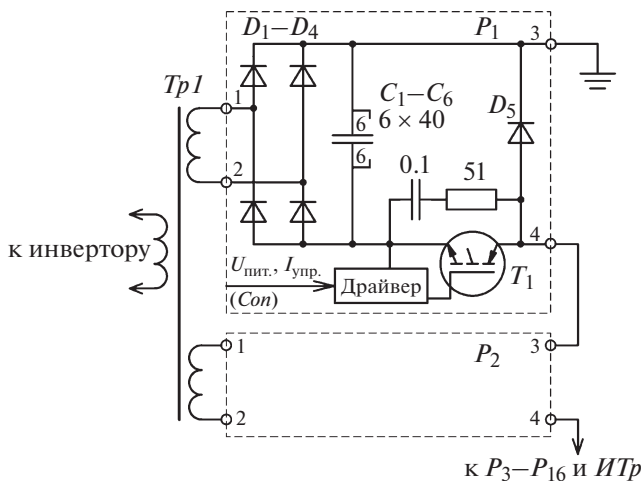 D₁–D₄
P₁
3
Tp1
1
C₁–C₆
6 × 40
6
6
D₅
2
0.1
51
4
к инвертору
Uпит., Iупр.
(Con)
Драйвер
T₁
1
P₂
3
2
4
к P₃–P₁₆ и ИТр